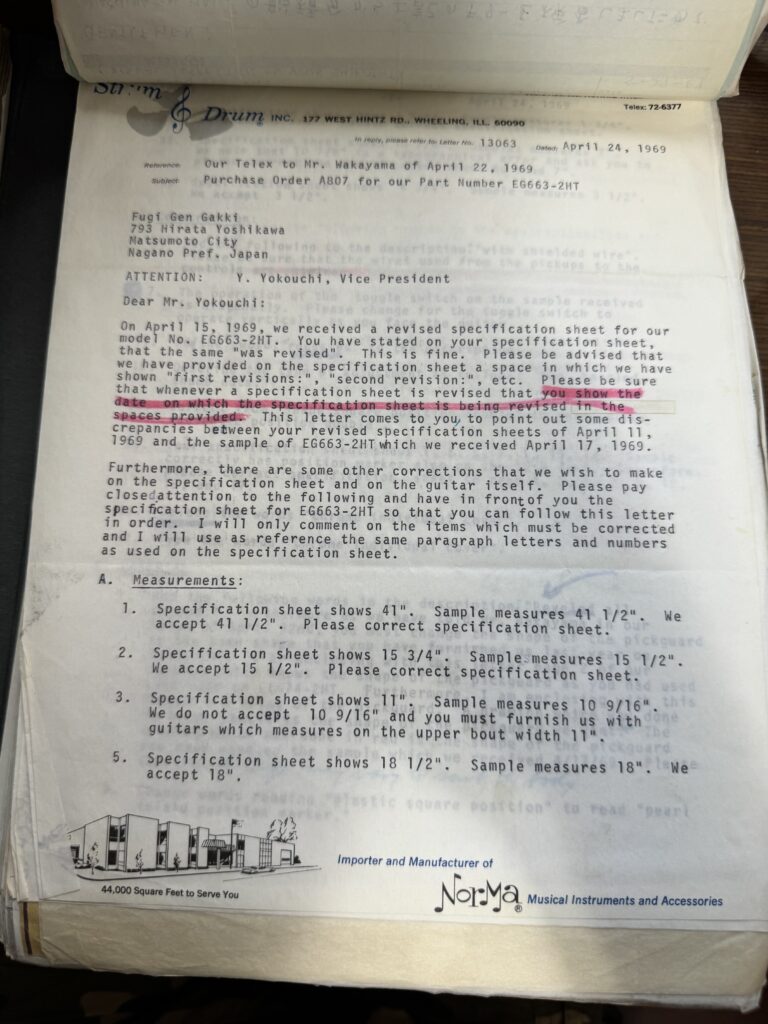 Strum
Drum INC. 177 WEST HINTZ RD., WHEELING, ILL. 60090
Telex: 72-6377
In reply, please refer to Letter No. 13063 Dated: April 24, 1969
Reference: Our Telex to Mr. Wakayama of April 22, 1969
Subject: Purchase Order A807 for our Part Number EG663-2HT
Fugi Gen Gakki
793 Hirata Yoshikawa
Matsumoto City
Nagano Pref. Japan
ATTENTION: Y. Yokouchi, Vice President
Dear Mr. Yokouchi:
On April 15, 1969, we received a revised specification sheet for our
model No. EG663-2HT. You have stated on your specification sheet,
that the same "was revised". This is fine. Please be advised that
we have provided on the specification sheet a space in which we have
shown "first revisions:", "second revision:", etc. Please be sure
that whenever a specification sheet is revised that you show the
date on which the specification sheet is being revised in the
spaces provided. This letter comes to you to point out some dis-
crepancies between your revised specification sheets of April 11,
1969 and the sample of EG663-2HT which we received April 17, 1969.
Furthermore, there are some other corrections that we wish to make
on the specification sheet and on the guitar itself. Please pay
close attention to the following and have in front of you the
specification sheet for EG663-2HT so that you can follow this letter
in order. I will only comment on the items which must be corrected
and I will use as reference the same paragraph letters and numbers
as used on the specification sheet.
A. Measurements:
1. Specification sheet shows 41". Sample measures 41 1/2". We
accept 41 1/2". Please correct specification sheet.
2. Specification sheet shows 15 3/4". Sample measures 15 1/2".
We accept 15 1/2". Please correct specification sheet.
3. Specification sheet shows 11". Sample measures 10 9/16".
We do not accept 10 9/16" and you must furnish us with
guitars which measures on the upper bout width 11".
5. Specification sheet shows 18 1/2". Sample measures 18". We
accept 18".
44,000 Square Feet to Serve You
Importer and Manufacturer of
NorMa® Musical Instruments and Accessories